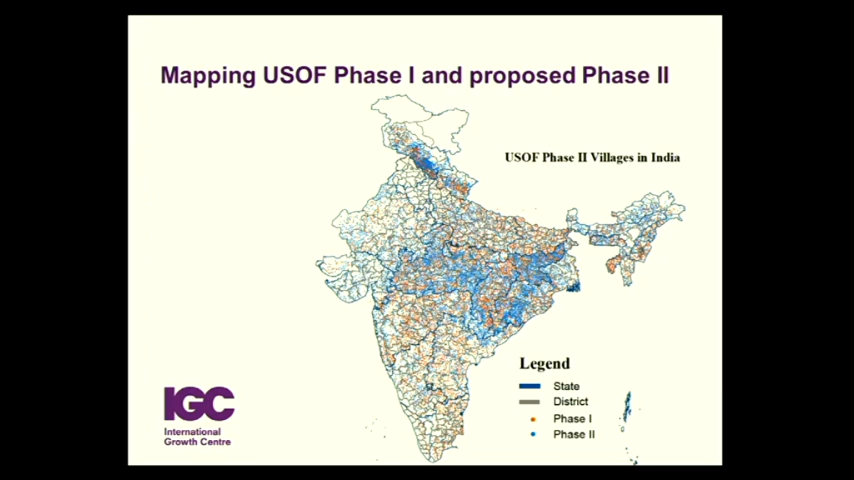 Mapping USOF Phase I and proposed Phase II
USOF Phase II Villages in India
Legend
State
District
Phase I
Phase II
IGC
International
Growth Centre